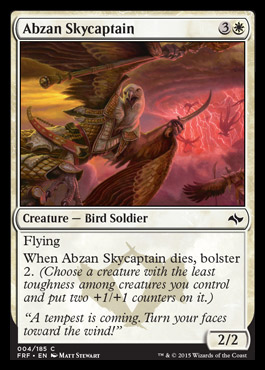 Abzan Skycaptain 3
Creature — Bird Soldier
Flying
When Abzan Skycaptain dies, bolster
2. (Choose a creature with the least
toughness among creatures you control
and put two +1/+1 counters on it.)
“A tempest is coming. Turn your faces
toward the wind!”
2/2
004/185 C
FRF • EN Matt Stewart
™ & © 2015 Wizards of the Coast